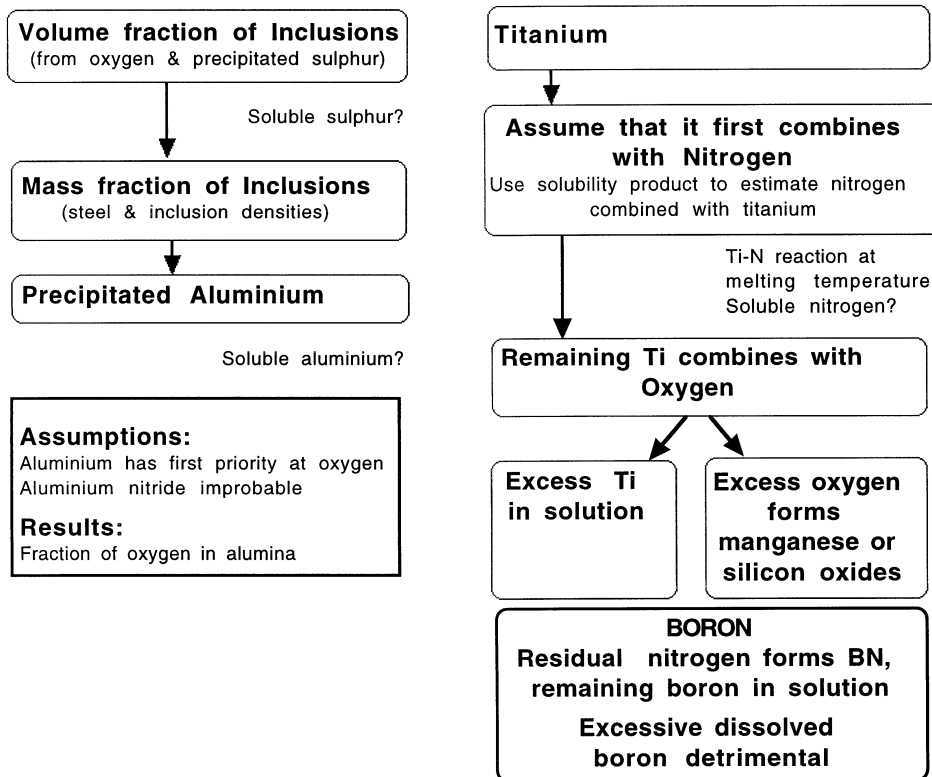 Volume fraction of Inclusions
(from oxygen & precipitated sulphur)
Soluble sulphur?
Mass fraction of Inclusions
(steel & inclusion densities)
Precipitated Aluminium
Soluble aluminium?
Assumptions:
Aluminium has first priority at oxygen
Aluminium nitride improbable
Results:
Fraction of oxygen in alumina
Titanium
Assume that it first combines
with Nitrogen
Use solubility product to estimate nitrogen
combined with titanium
Ti-N reaction at
melting temperature
Soluble nitrogen?
Remaining Ti combines with
Oxygen
Excess Ti
in solution
Excess oxygen
forms
manganese or
silicon oxides
BORON
Residual nitrogen forms BN,
remaining boron in solution
Excessive dissolved
boron detrimental